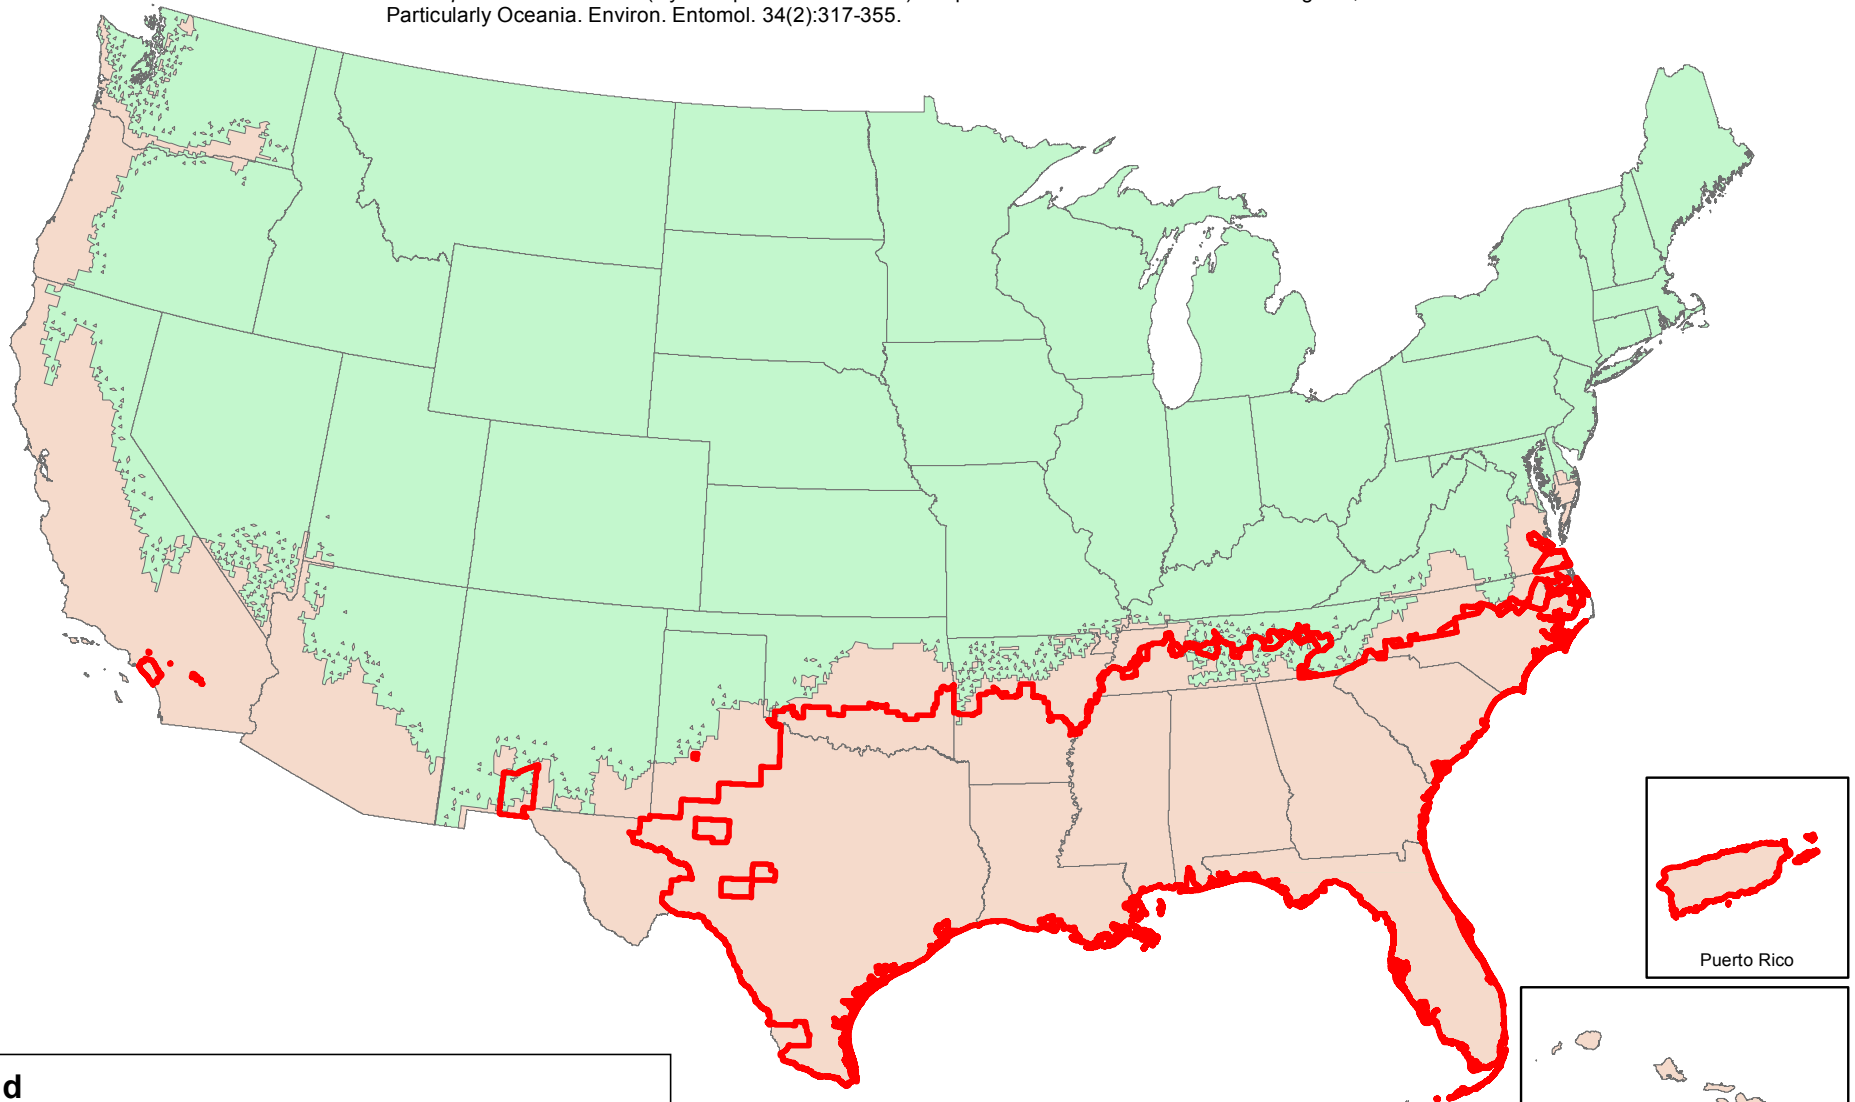 Particularly Oceania. Environ. Entomol. 34(2):317-355.
Puerto Rico
d